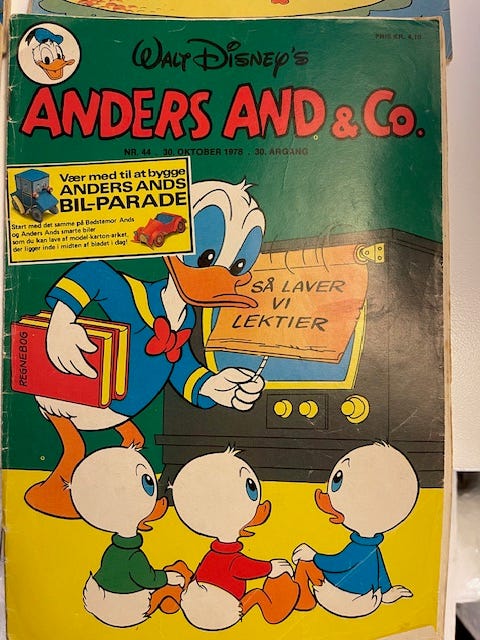 PRIS KR. 4,10
WALT DISNEY'S
ANDERS AND & Co.
NR. 44 . 30. OKTOBER 1978 . 30. ÅRGANG
Vær med til at bygge
ANDERS ANDS
BIL-PARADE
Start med det samme på Bedstemor Ands
og Anders Ands smarte biler
som du kan lave af model-karton-arket,
der ligger inde i midten af bladet i dag!
SÅ LAVER
VI
LEKTIER
REGNEBOG